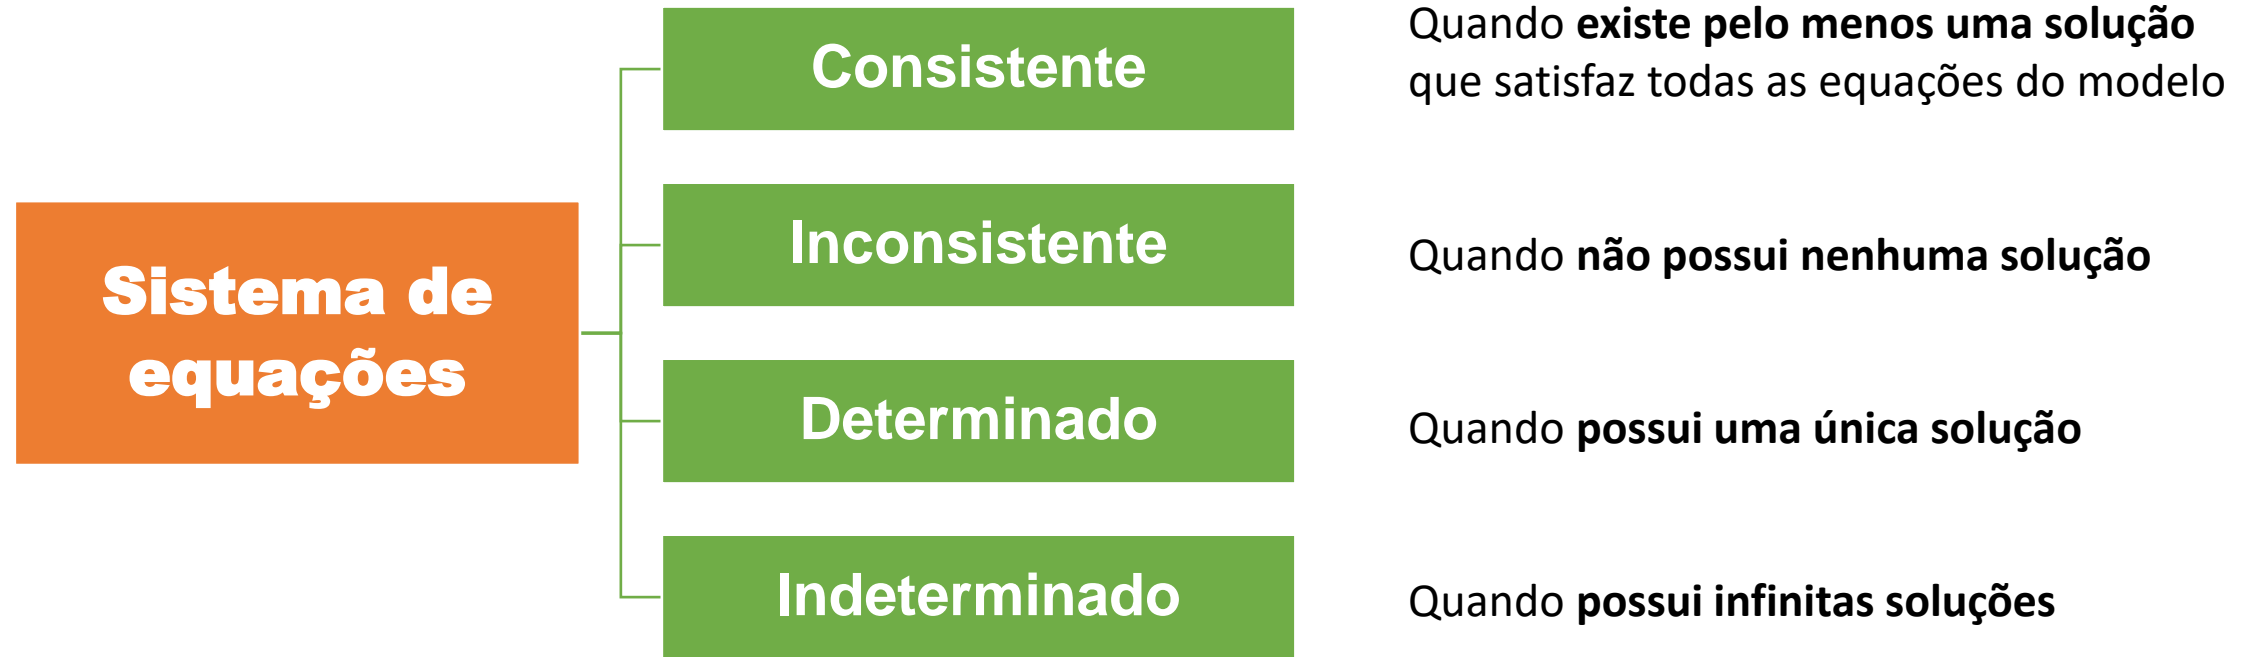 Sistema de
equações
Consistente
Quando existe pelo menos uma solução
que satisfaz todas as equações do modelo
Inconsistente
Quando não possui nenhuma solução
Determinado
Quando possui uma única solução
Indeterminado
Quando possui infinitas soluções